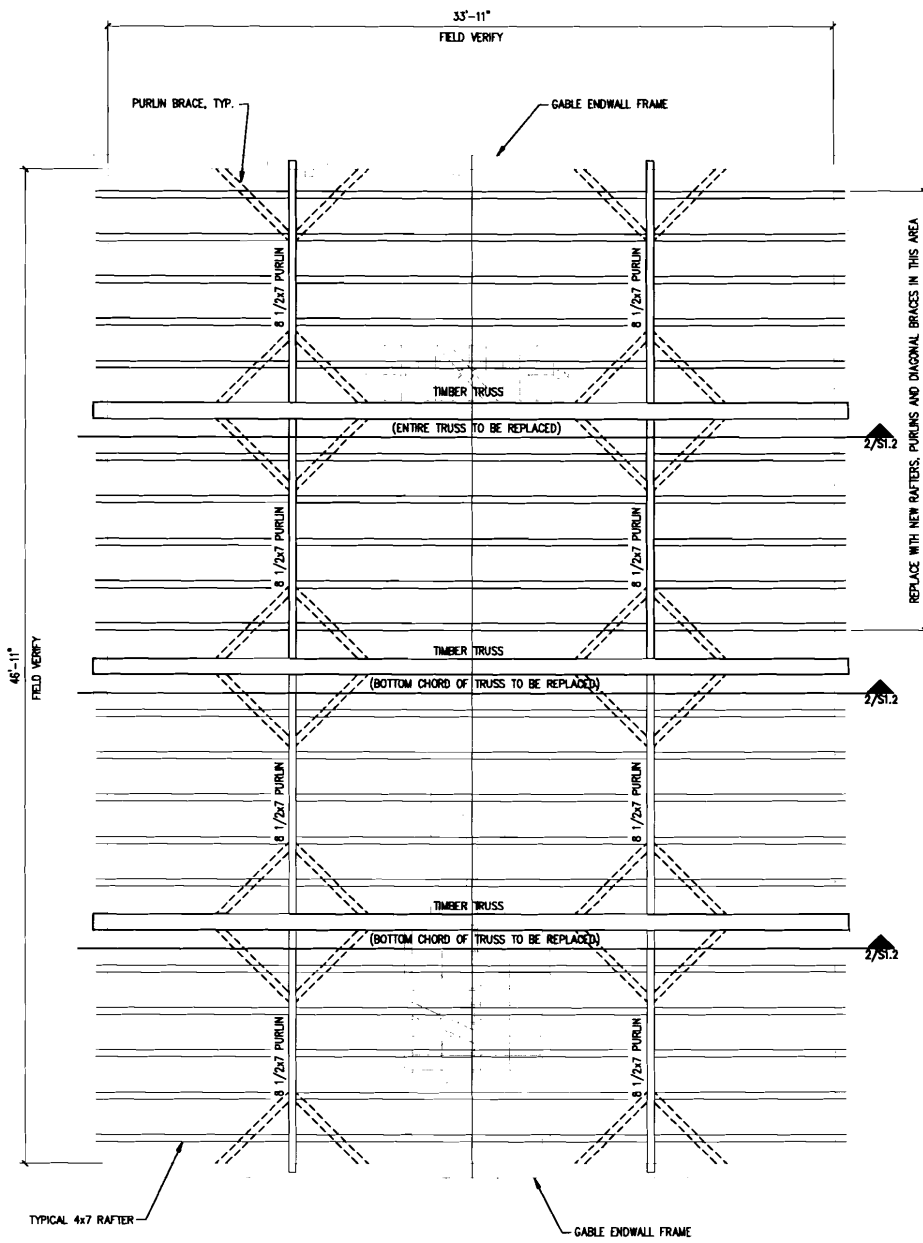 33'-11"
FIELD VERIFY
PURLIN BRACE, TYP.
GABLE ENDWALL FRAME
8 1/2x7 PURLIN
8 1/2x7 PURLIN
REPLACE WITH NEW RAFTERS, PURLINS AND DIAGONAL BRACES IN THIS AREA
TIMBER TRUSS
(ENTIRE TRUSS TO BE REPLACED)
2/S1.2
8 1/2x7 PURLIN
8 1/2x7 PURLIN
46'-11"
FIELD VERIFY
TIMBER TRUSS
(BOTTOM CHORD OF TRUSS TO BE REPLACED)
2/S1.2
8 1/2x7 PURLIN
8 1/2x7 PURLIN
TIMBER TRUSS
(BOTTOM CHORD OF TRUSS TO BE REPLACED)
2/S1.2
8 1/2x7 PURLIN
8 1/2x7 PURLIN
TYPICAL 4x7 RAFTER
GABLE ENDWALL FRAME